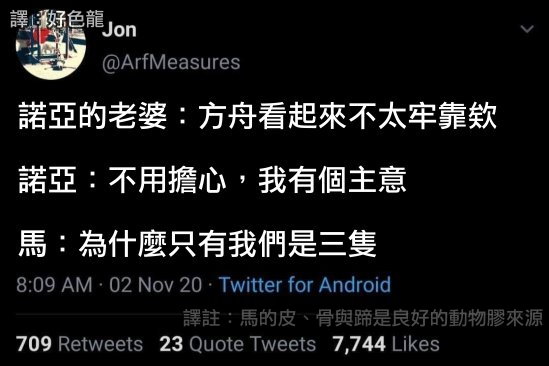 譯：好色龍
Jon
@ArfMeasures
諾亞的老婆：方舟看起來不太牢靠欸
諾亞：不用擔心，我有個主意
馬：為什麼只有我們是三隻
8:09 AM · 02 Nov 20 · Twitter for Android
譯註：馬的皮、骨與蹄是良好的動物膠來源
709 Retweets 23 Quote Tweets 7,744 Likes